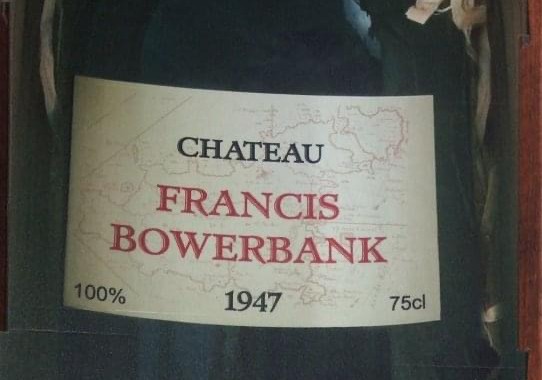 CHATEAU
FRANCIS
BOWERBANK
100% 1947 75cl